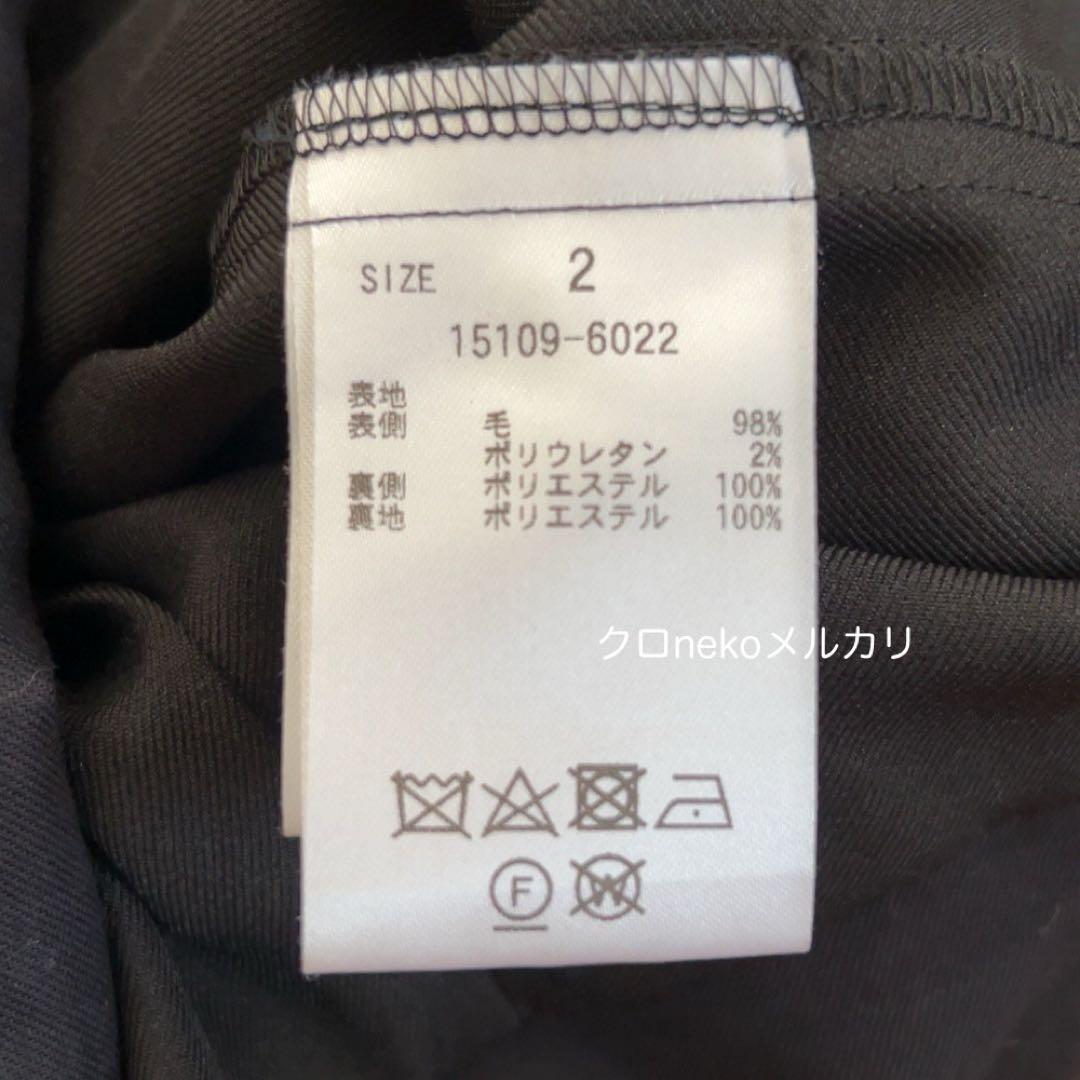 SIZE 2
15109-6022
表地
表側 毛 98%
ポリウレタン 2%
裏側 ポリエステル 100%
裏地 ポリエステル 100%
クロnekoメルカリ
F W